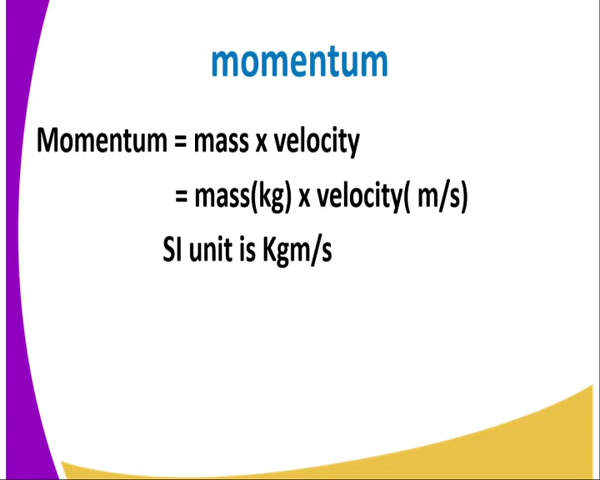 momentum
Momentum = mass x velocity
= mass(kg) x velocity( m/s)
SI unit is Kgm/s